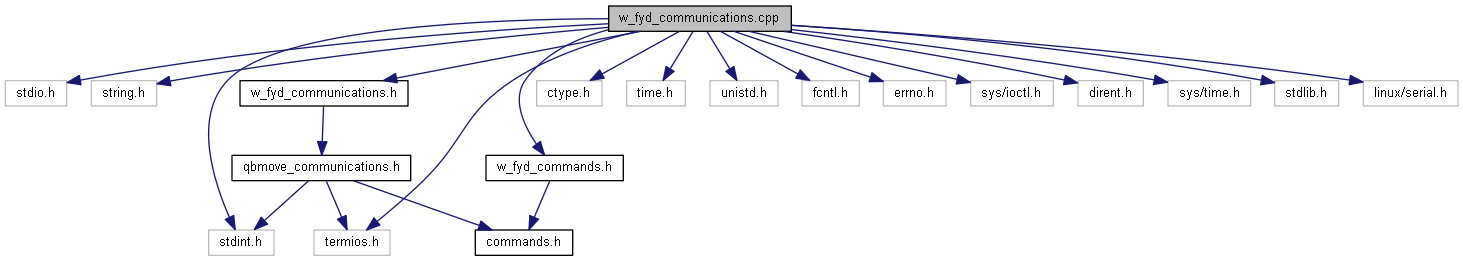 w_fyd_communications.cpp
stdio.h
string.h
w_fyd_communications.h
ctype.h
time.h
unistd.h
fcntl.h
errno.h
sys/ioctl.h
dirent.h
sys/time.h
stdlib.h
linux/serial.h
qbmove_communications.h
w_fyd_commands.h
stdint.h
termios.h
commands.h